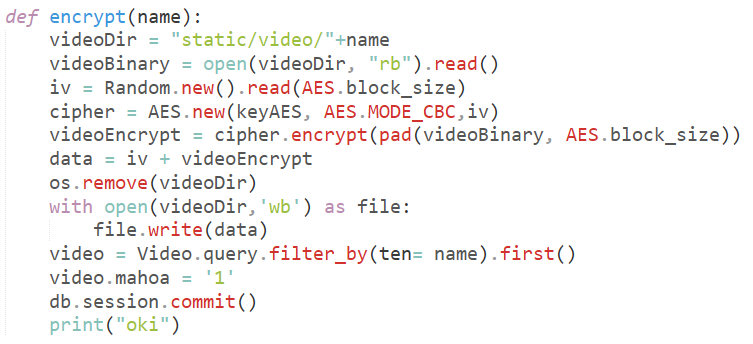 def encrypt(name):
    videoDir = "static/video/"+name
    videoBinary = open(videoDir, "rb").read()
    iv = Random.new().read(AES.block_size)
    cipher = AES.new(keyAES, AES.MODE_CBC,iv)
    videoEncrypt = cipher.encrypt(pad(videoBinary, AES.block_size))
    data = iv + videoEncrypt
    os.remove(videoDir)
    with open(videoDir,'wb') as file:
        file.write(data)
    video = Video.query.filter_by(ten= name).first()
    video.mahoa = '1'
    db.session.commit()
    print("oki")